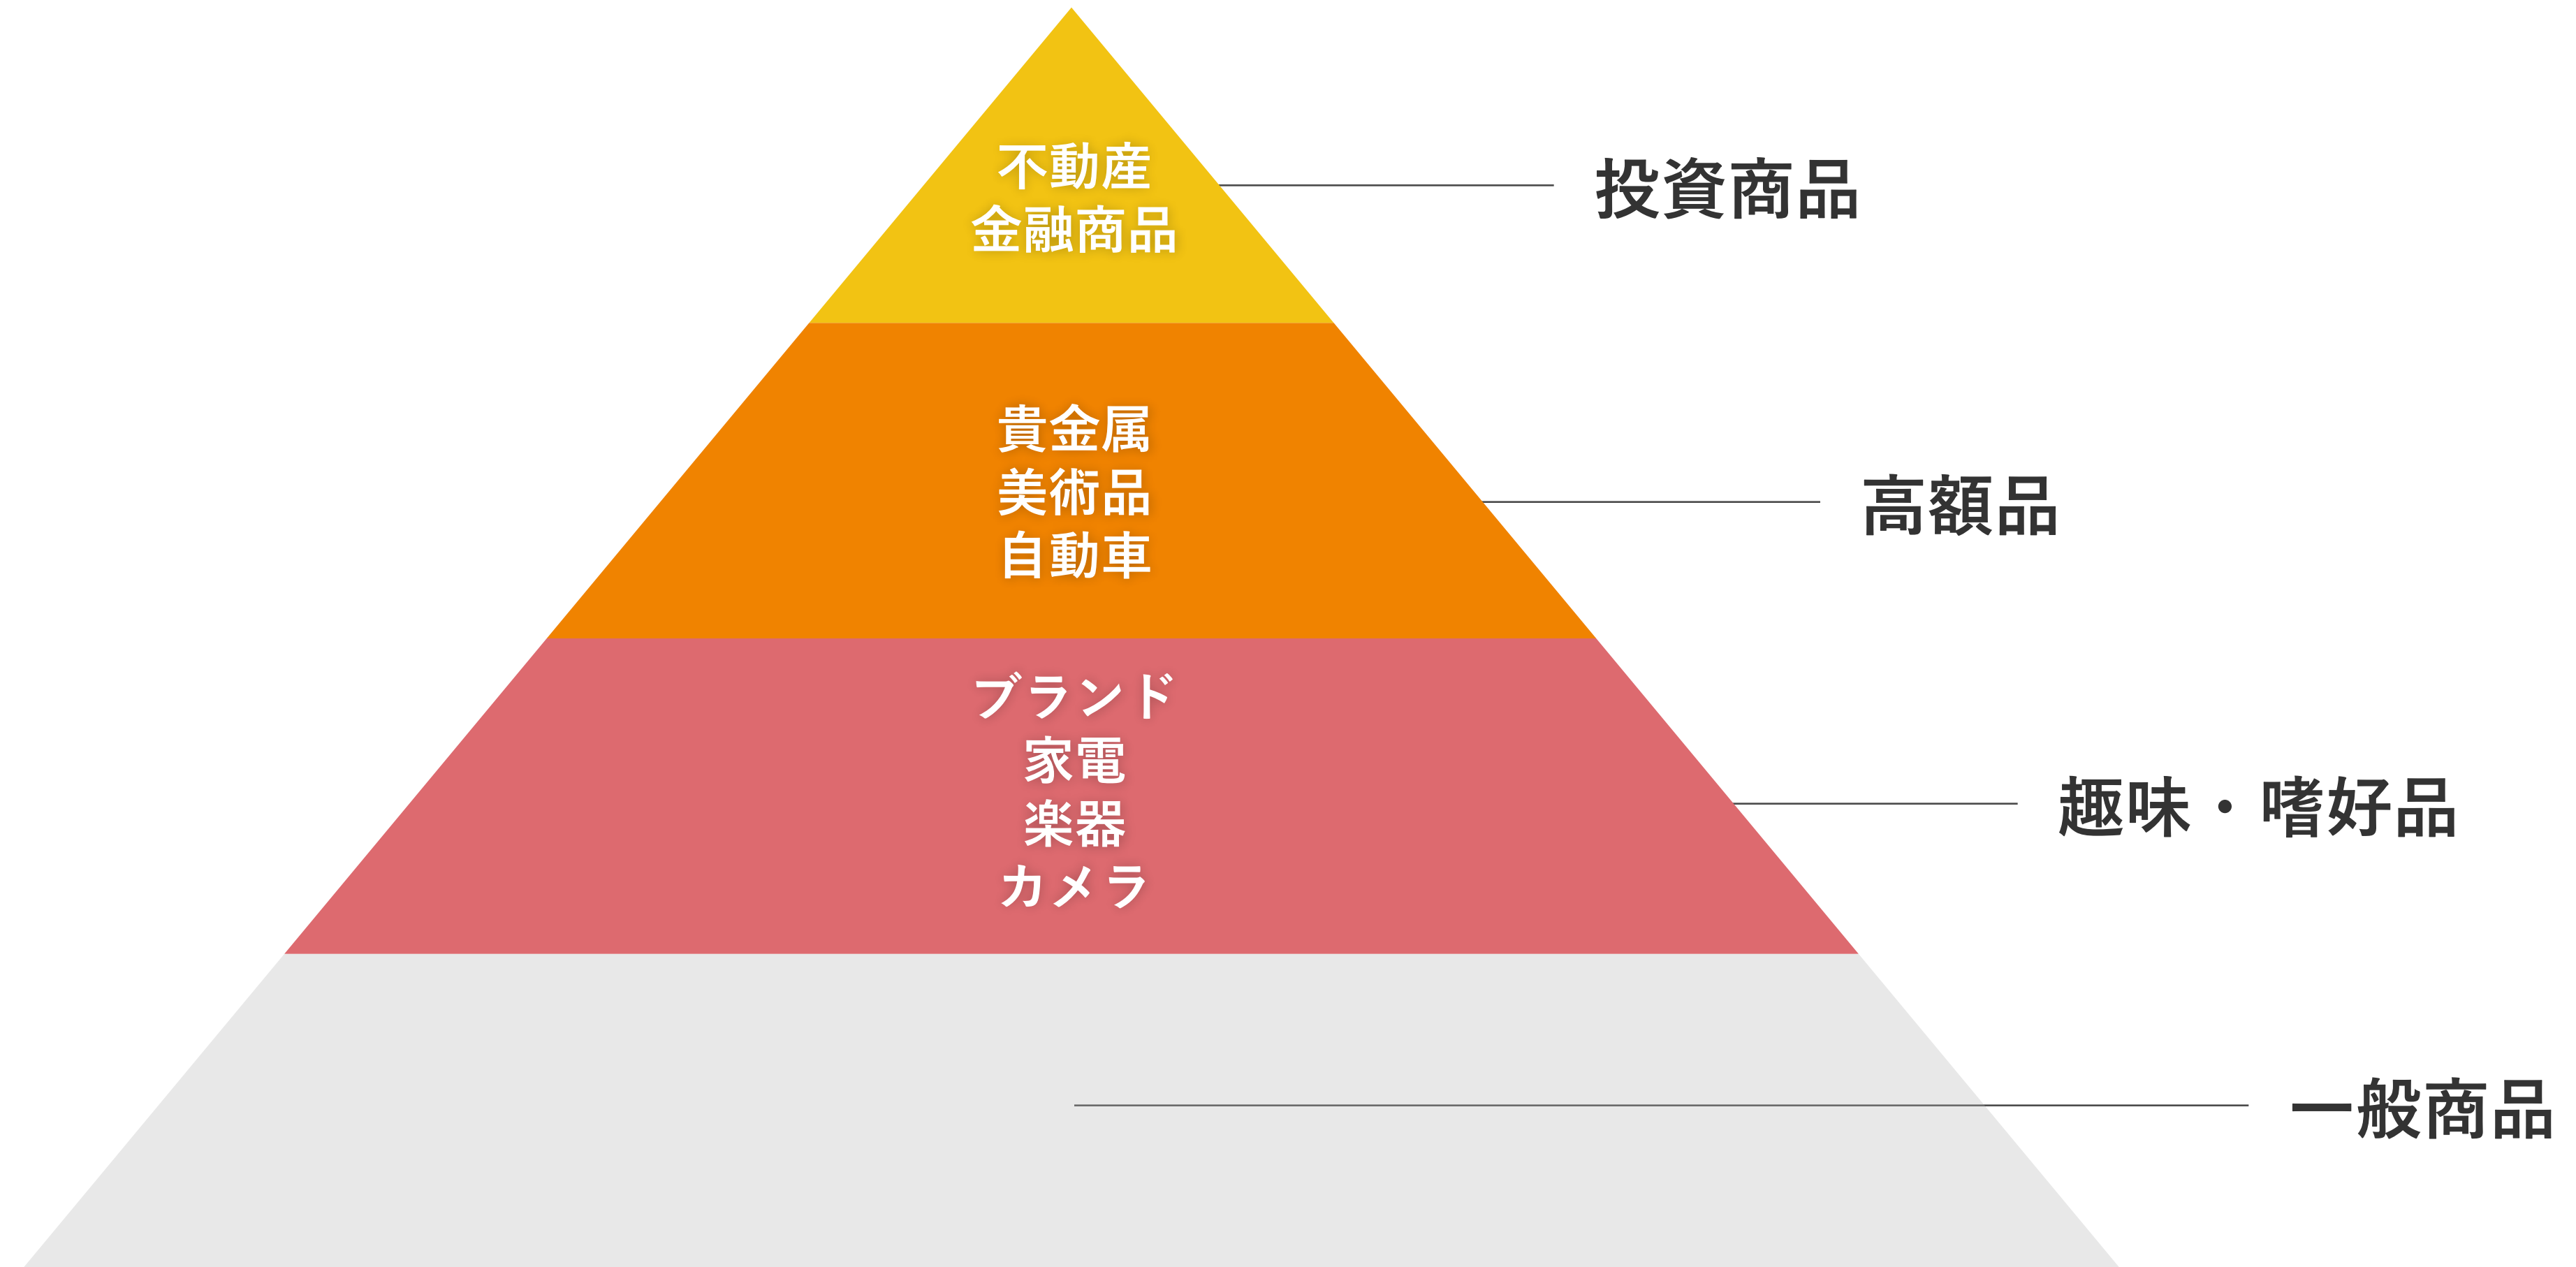 不動産
金融商品
投資商品
貴金属
美術品
自動車
高額品
ブランド
家電
楽器
カメラ
趣味・嗜好品
一般商品